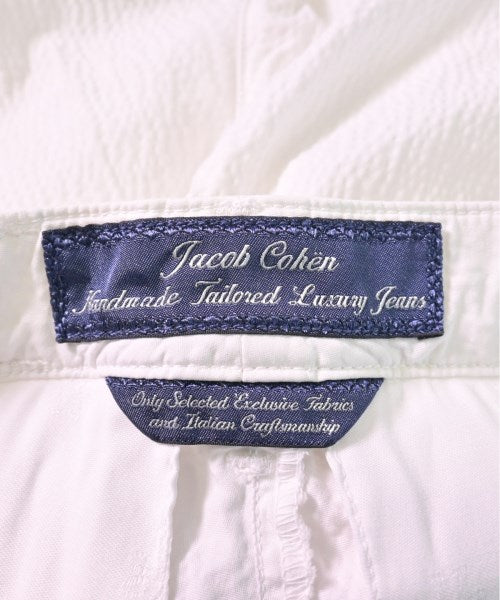 Jacob Cohën
Handmade Tailored Luxury Jeans
Only Selected Exclusive Fabrics
and Italian Craftsmanship